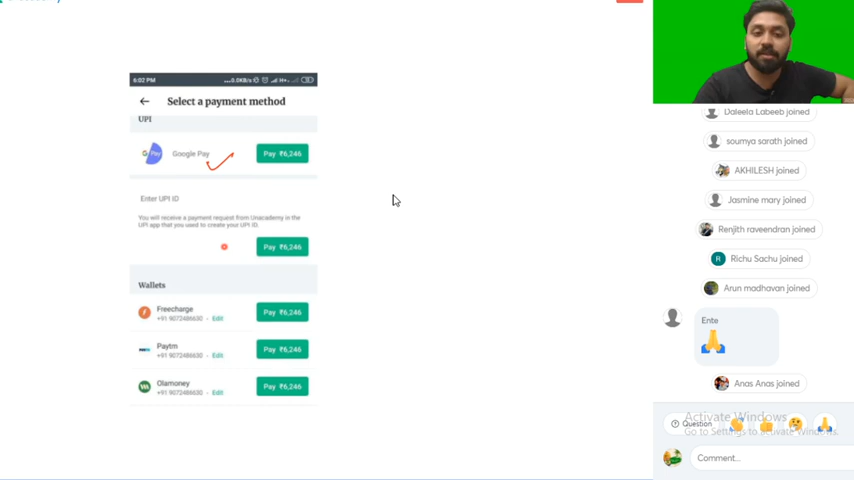 6:02 PM
...0.0KB/s
H+
Select a payment method
UPI
Google Pay
Pay ₹6,246
Enter UPI ID
You will receive a payment request from Unacademy in the
UPI app that you used to create your UPI ID.
Pay ₹6,246
Wallets
Freecharge
+91 9072486630 - Edit
Pay ₹6,246
Paytm
+91 9072486630 - Edit
Pay ₹6,246
Olamoney
+91 9072486630 - Edit
Pay ₹6,246
Daleela Labeeb joined
soumya sarath joined
AKHILESH joined
Jasmine mary joined
Renjith raveendran joined
R Richu Sachu joined
Arun madhavan joined
Ente
Anas Anas joined
Activate Windows
Question
Go to Settings to activate Windows.
Comment...